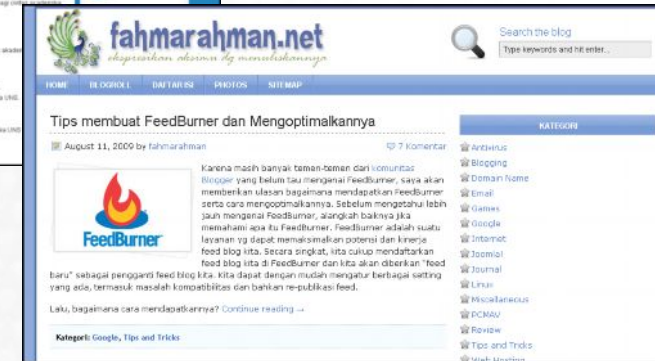 fahmarahman.net
ekspresikan aksimu dg menuliskannya
Search the blog
Type keywords and hit enter...
HOME BLOGROLL DAFTAR ISI PHOTOS SITEMAP
Tips membuat FeedBurner dan Mengoptimalkannya
August 11, 2009 by fahmarahman
7 Komentar
FeedBurner
Karena masih banyak temen-temen dari komunitas
Blogger yang belum tau mengenai FeedBurner, saya akan
memberikan ulasan bagaimana mendapatkan FeedBurner
serta cara mengoptimalkannya. Sebelum mengetahui lebih
jauh mengenai FeedBurner, alangkah baiknya jika
memahami apa itu FeedBurner. FeedBurner adalah suatu
layanan yg dapat memaksimalkan potensi dan kinerja
feed blog kita. Secara singkat, kita cukup mendaftarkan
feed blog kita di FeedBurner dan kita akan diberikan "feed
baru" sebagai pengganti feed blog kita. Kita dapat dengan mudah mengatur berbagai setting
yang ada, termasuk masalah kompatibilitas dan bahkan re-publikasi feed.
Lalu, bagaimana cara mendapatkannya? Continue reading →
Kategori: Google, Tips and Tricks
KATEGORI
Antivirus
Blogging
Domain Name
Email
Games
Google
Internet
Joomla!
Journal
Linux
Miscellaneous
PCMAV
Review
Tips and Tricks
Web Hosting